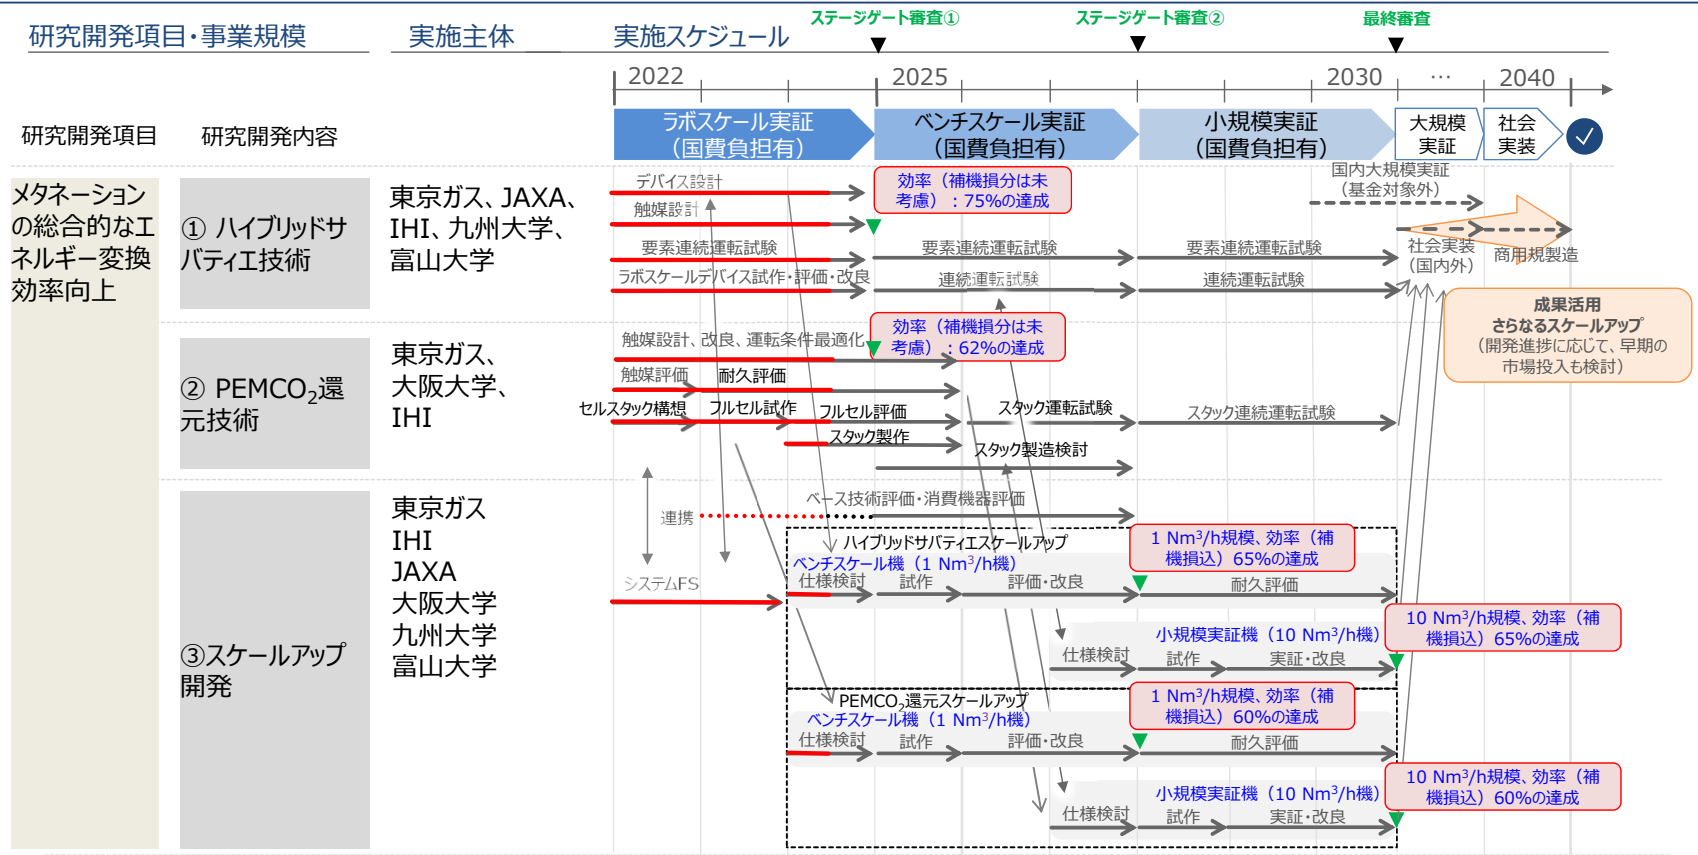 ステージゲート審査①
ステージゲート審査②
最終審査
研究開発項目・事業規模
実施主体
実施スケジュール
2022
2025
2030
…
2040
研究開発項目
研究開発内容
ラボスケール実証
（国費負担有）
ベンチスケール実証
（国費負担有）
小規模実証
（国費負担有）
大規模
実証
社会
実装
メタネーション
の総合的なエ
ネルギー変換
効率向上
① ハイブリッドサ
バティエ技術
東京ガス、JAXA、
IHI、九州大学、
富山大学
デバイス設計
触媒設計
要素連続運転試験
ラボスケールデバイス試作・評価・改良
効率（補機損分は未
考慮）：75%の達成
要素連続運転試験
連続運転試験
要素連続運転試験
連続運転試験
国内大規模実証
（基金対象外）
社会実装
（国内外）
商用規製造
成果活用
さらなるスケールアップ
（開発進捗に応じて、早期の
市場投入も検討）
② PEMCO2還
元技術
東京ガス、
大阪大学、
IHI
触媒設計、改良、運転条件最適化
効率（補機損分は未
考慮）：62%の達成
触媒評価
耐久評価
セルスタック構想
フルセル試作
フルセル評価
スタック運転試験
スタック連続運転試験
スタック製作
スタック製造検討
③スケールアップ
開発
東京ガス
IHI
JAXA
大阪大学
九州大学
富山大学
連携
ベース技術評価・消費機器評価
システムFS
ハイブリッドサバティエスケールアップ
ベンチスケール機（1 Nm3/h機）
仕様検討
試作
評価・改良
耐久評価
1 Nm3/h規模、効率（補
機損込）65%の達成
小規模実証機（10 Nm3/h機）
仕様検討
試作
実証・改良
10 Nm3/h規模、効率（補
機損込）65%の達成
PEMCO2還元スケールアップ
ベンチスケール機（1 Nm3/h機）
仕様検討
試作
評価・改良
耐久評価
1 Nm3/h規模、効率（補
機損込）60%の達成
小規模実証機（10 Nm3/h機）
仕様検討
試作
実証・改良
10 Nm3/h規模、効率（補
機損込）60%の達成